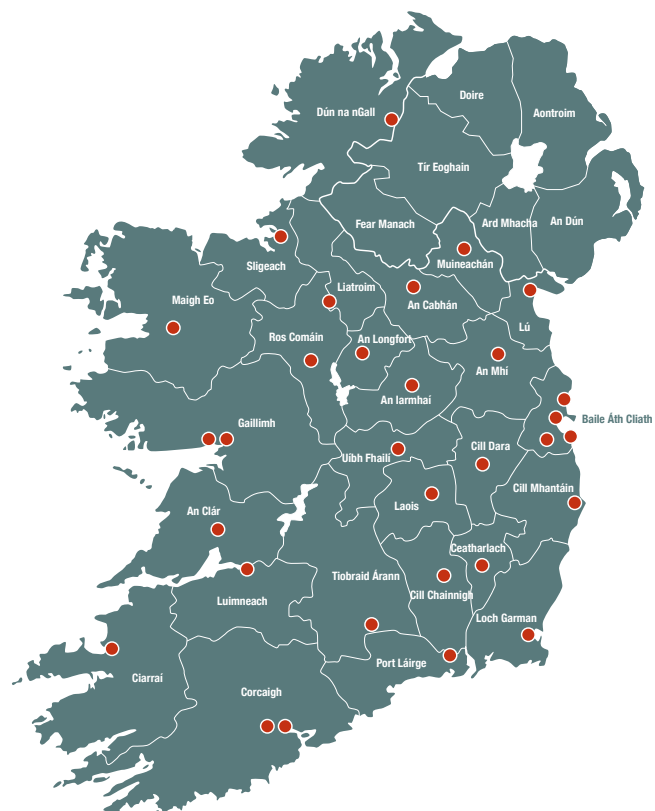 Doire
Dún na nGall
Aontroim
Tír Eoghain
Fear Manach
Ard Mhacha
An Dún
Muineachán
Sligeach
Liatroim
An Cabhán
Maigh Eo
Lú
Ros Comáin
An Longfort
An Mhí
An Iarmhaí
Baile Áth Cliath
Gaillimh
Uíbh Fhailí
Cill Dara
Cill Mhantáin
Laois
An Clár
Ceatharlach
Tiobraid Árann
Cill Chainnigh
Luimneach
Loch Garman
Port Láirge
Ciarraí
Corcaigh